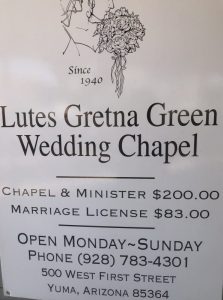 Since
1940
Lutes Gretna Green
Wedding Chapel
Chapel & Minister $200.00
Marriage License $83.00
Open Monday~Sunday
Phone (928) 783-4301
500 West First Street
Yuma, Arizona 85364